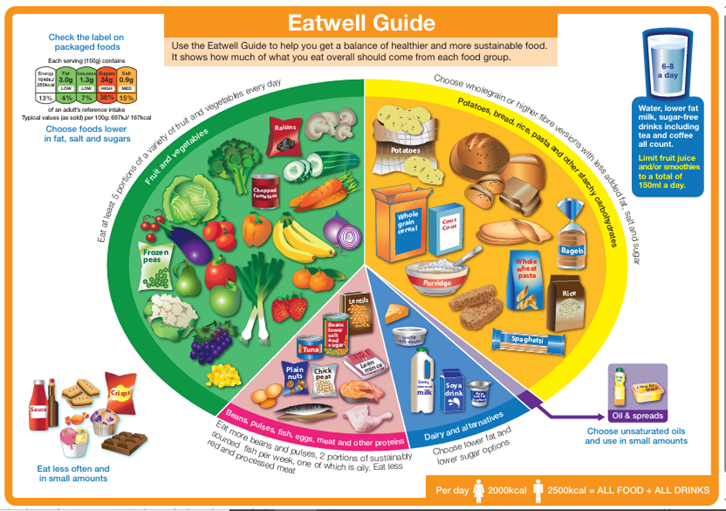 Eatwell Guide
Use the Eatwell Guide to help you get a balance of healthier and more sustainable food.
It shows how much of what you eat overall should come from each food group.
Check the label on
packaged foods
Each serving (150g) contains
Energy
1046kJ
250kcal
13%
Fat
3.0g
LOW
4%
Saturates
1.3g
LOW
7%
Sugars
34g
HIGH
38%
Salt
0.9g
MED
15%
of an adult's reference intake
Typical values (as sold) per 100g: 697kJ/ 167kcal
Choose foods lower
in fat, salt and sugars
6-8
a day
Water, lower fat
milk, sugar-free
drinks including
tea and coffee
all count.
Limit fruit juice
and/or smoothies
to a total of
150ml a day.
Eat at least 5 portions of a variety of fruit and vegetables every day
Fruit and vegetables
Raisins
Chopped
tomatoes
Frozen
peas
Choose wholegrain or higher fibre versions with less added fat, salt and sugar
Potatoes, bread, rice, pasta and other starchy carbohydrates
Potatoes
Whole
grain
cereal
Cous
Cous
Porridge
Bagels
Whole
wheat
pasta
Rice
Spaghetti
Lentils
Beans
lower
salt
and
sugar
Tuna
Plain
nuts
Chick
peas
Lean
mince
Beans, pulses, fish, eggs, meat and other proteins
Eat more beans and pulses, 2 portions of sustainably
sourced fish per week, one of which is oily. Eat less
red and processed meat
milk
Soya
drink
Dairy and alternatives
Choose lower fat and
lower sugar options
Oil & spreads
Choose unsaturated oils
and use in small amounts
Sauce
Crisps
Eat less often and
in small amounts
Per day 2000kcal 2500kcal = ALL FOOD + ALL DRINKS